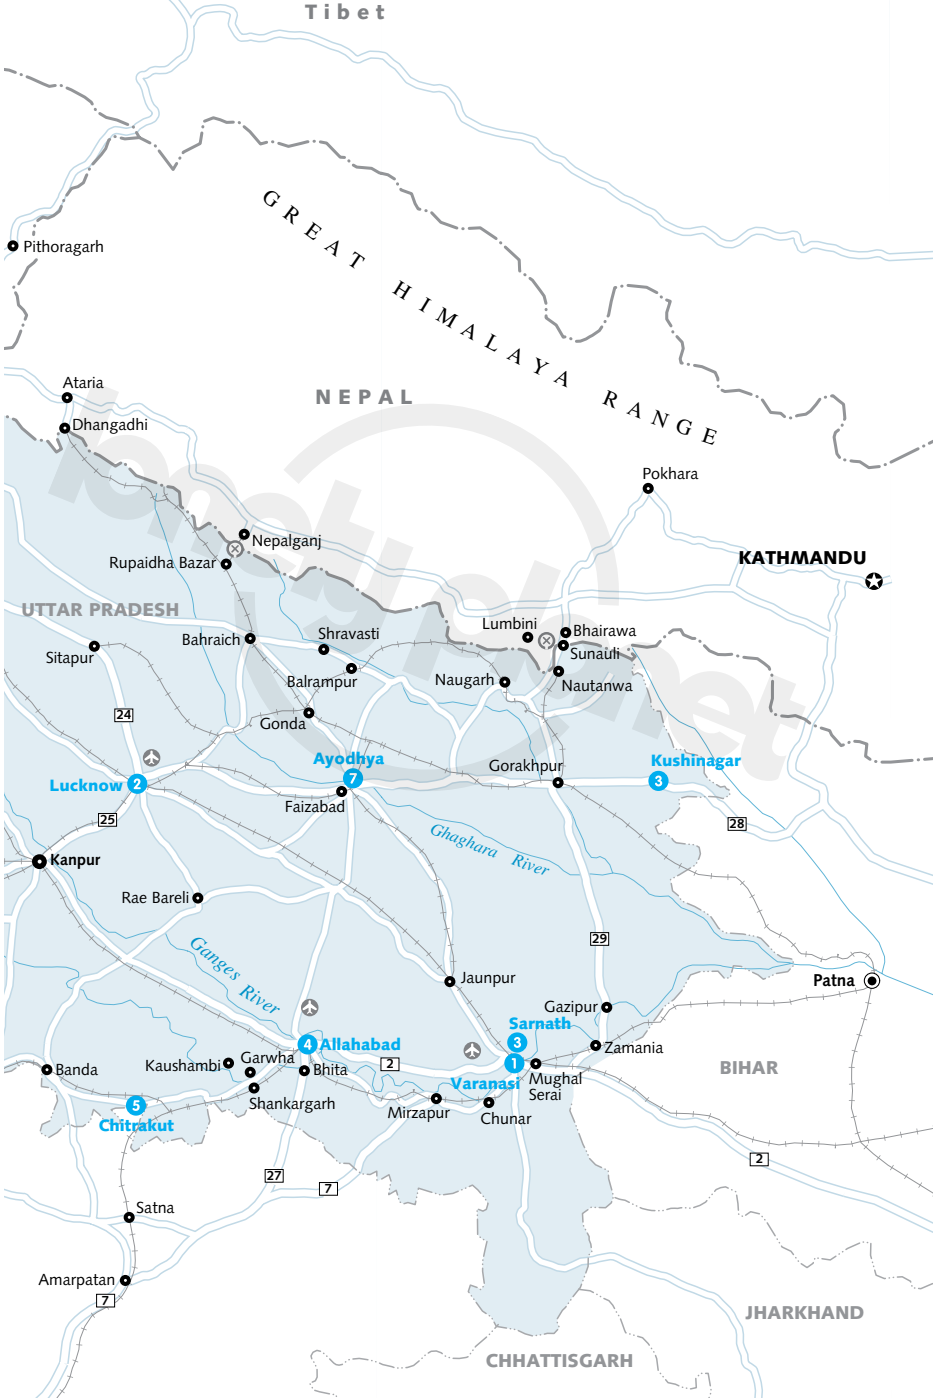 Tibet
GREAT HIMALAYA RANGE
Pithoragarh
Ataria
NEPAL
Dhangadhi
lonely planet
Pokhara
Nepalganj
KATHMANDU
Rupaidha Bazar
UTTAR PRADESH
Lumbini
Bhairawa
Bahraich
Shravasti
Sunauli
Sitapur
Balrampur
Naugarh
Nautanwa
24
Gonda
Ayodhya
7
Kushinagar
3
Gorakhpur
Lucknow 2
Faizabad
25
28
Ghaghara River
Kanpur
Rae Bareli
29
Ganges River
Jaunpur
Patna
Gazipur
Sarnath
3
4 Allahabad
Zamania
Kaushambi
Garwha
2
1
Banda
Bhita
BIHAR
Varanasi
Mughal
Serai
Shankargarh
5
Mirzapur
Chunar
Chitrakut
2
27
7
Satna
Amarpatan
7
JHARKHAND
CHHATTISGARH